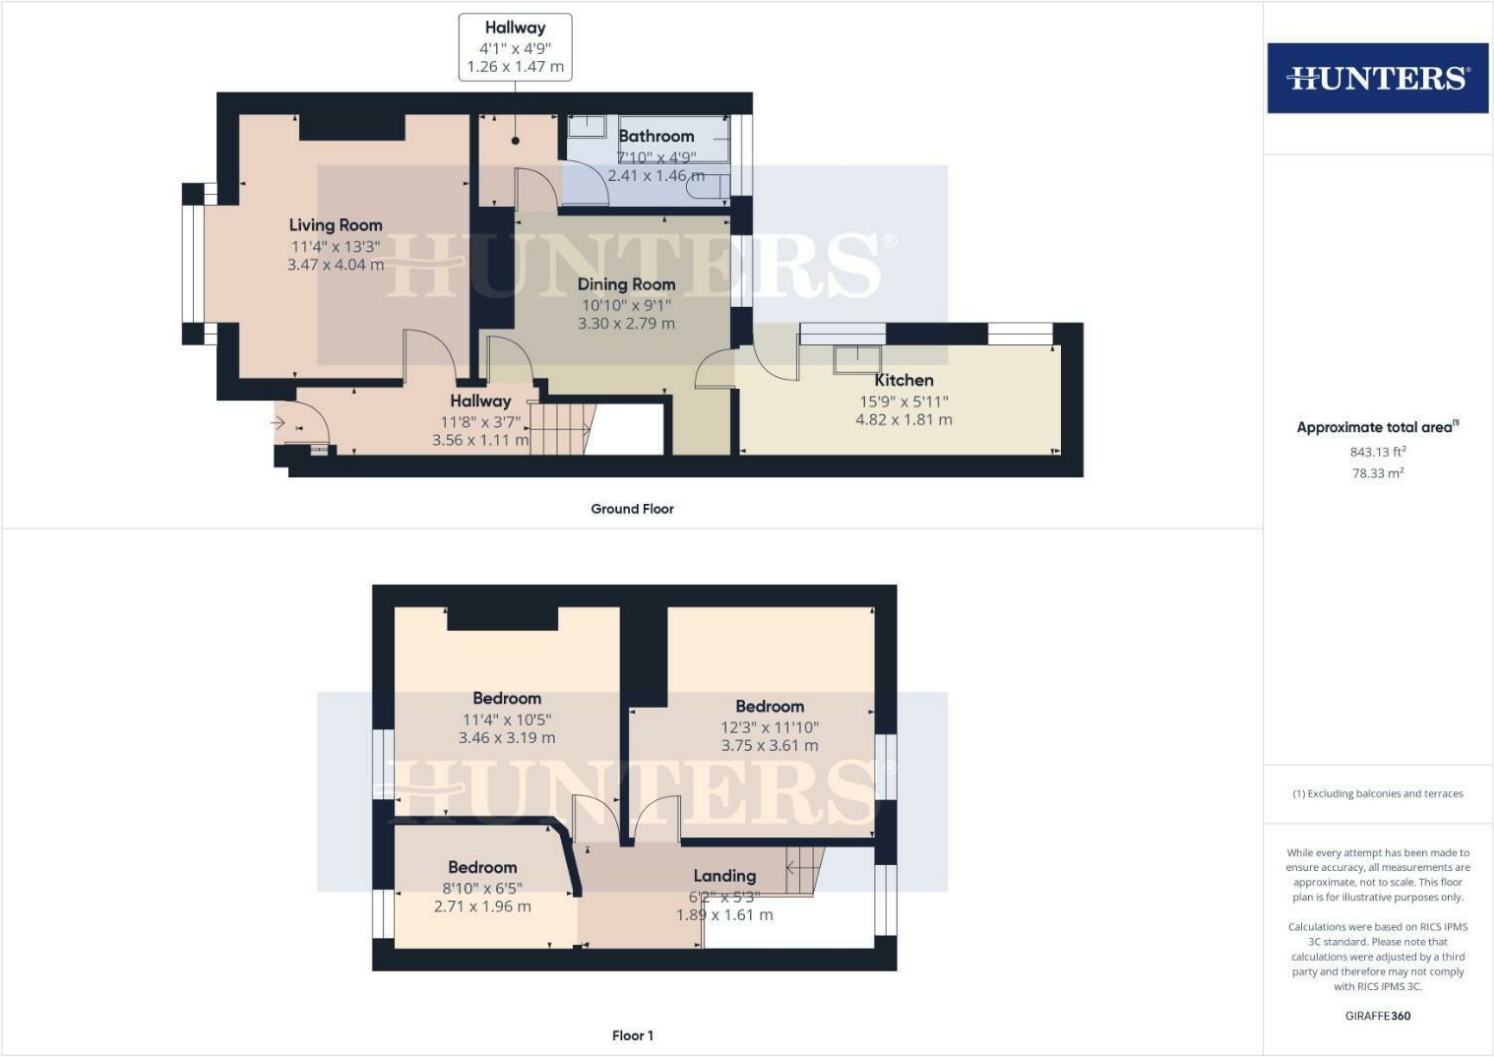 Hallway
4'1" x 4'9"
1.26 x 1.47 m
Bathroom
7'10" x 4'9"
2.41 x 1.46 m
Living Room
11'4" x 13'3"
3.47 x 4.04 m
HUNTERS®
Dining Room
10'10" x 9'1"
3.30 x 2.79 m
Kitchen
15'9" x 5'11"
4.82 x 1.81 m
Hallway
11'8" x 3'7"
3.56 x 1.11 m
Ground Floor
Bedroom
11'4" x 10'5"
3.46 x 3.19 m
Bedroom
12'3" x 11'10"
3.75 x 3.61 m
HUNTERS®
Bedroom
8'10" x 6'5"
2.71 x 1.96 m
Landing
6'2" x 5'3"
1.89 x 1.61 m
Floor 1
HUNTERS®
Approximate total area(1)
843.13 ft²
78.33 m²
(1) Excluding balconies and terraces
While every attempt has been made to
ensure accuracy, all measurements are
approximate, not to scale. This floor
plan is for illustrative purposes only.
Calculations were based on RICS IPMS
3C standard. Please note that
calculations were adjusted by a third
party and therefore may not comply
with RICS IPMS 3C.
GIRAFFE360